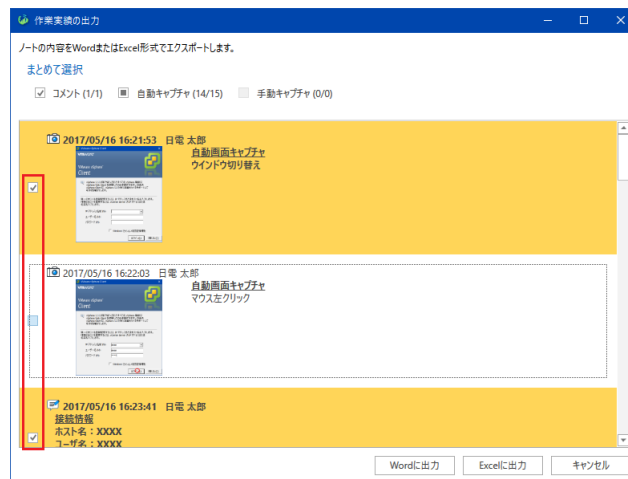 作業実績の出力
ノートの内容をWordまたはExcel形式でエクスポートします。
まとめて選択
コメント (1/1) 自動キャプチャ (14/15) 手動キャプチャ (0/0)
2017/05/16 16:21:53 日電 太郎
自動画面キャプチャ
ウインドウ切り替え
2017/05/16 16:22:03 日電 太郎
自動画面キャプチャ
マウス左クリック
2017/05/16 16:23:41 日電 太郎
接続情報
ホスト名：XXXX
ユーザ名：XXXX
Wordに出力 Excelに出力 キャンセル